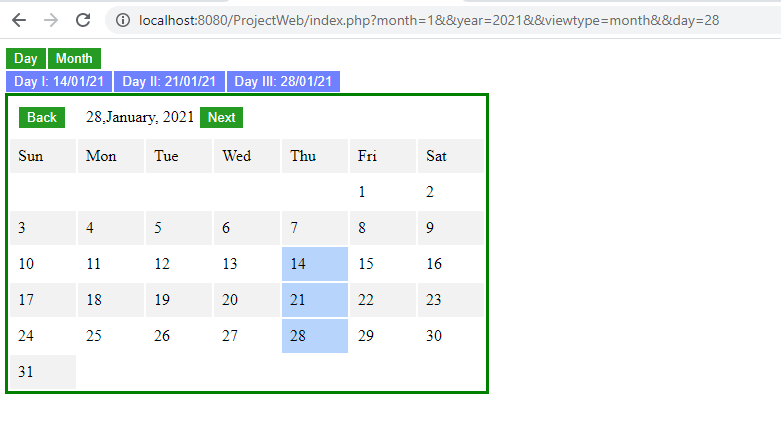 localhost:8080/ProjectWeb/index.php?month=1&&year=2021&&viewtype=month&&day=28
Day Month
Day I: 14/01/21 Day II: 21/01/21 Day III: 28/01/21
Back 28,January, 2021 Next
Sun Mon Tue Wed Thu Fri Sat
1 2
3 4 5 6 7 8 9
10 11 12 13 14 15 16
17 18 19 20 21 22 23
24 25 26 27 28 29 30
31